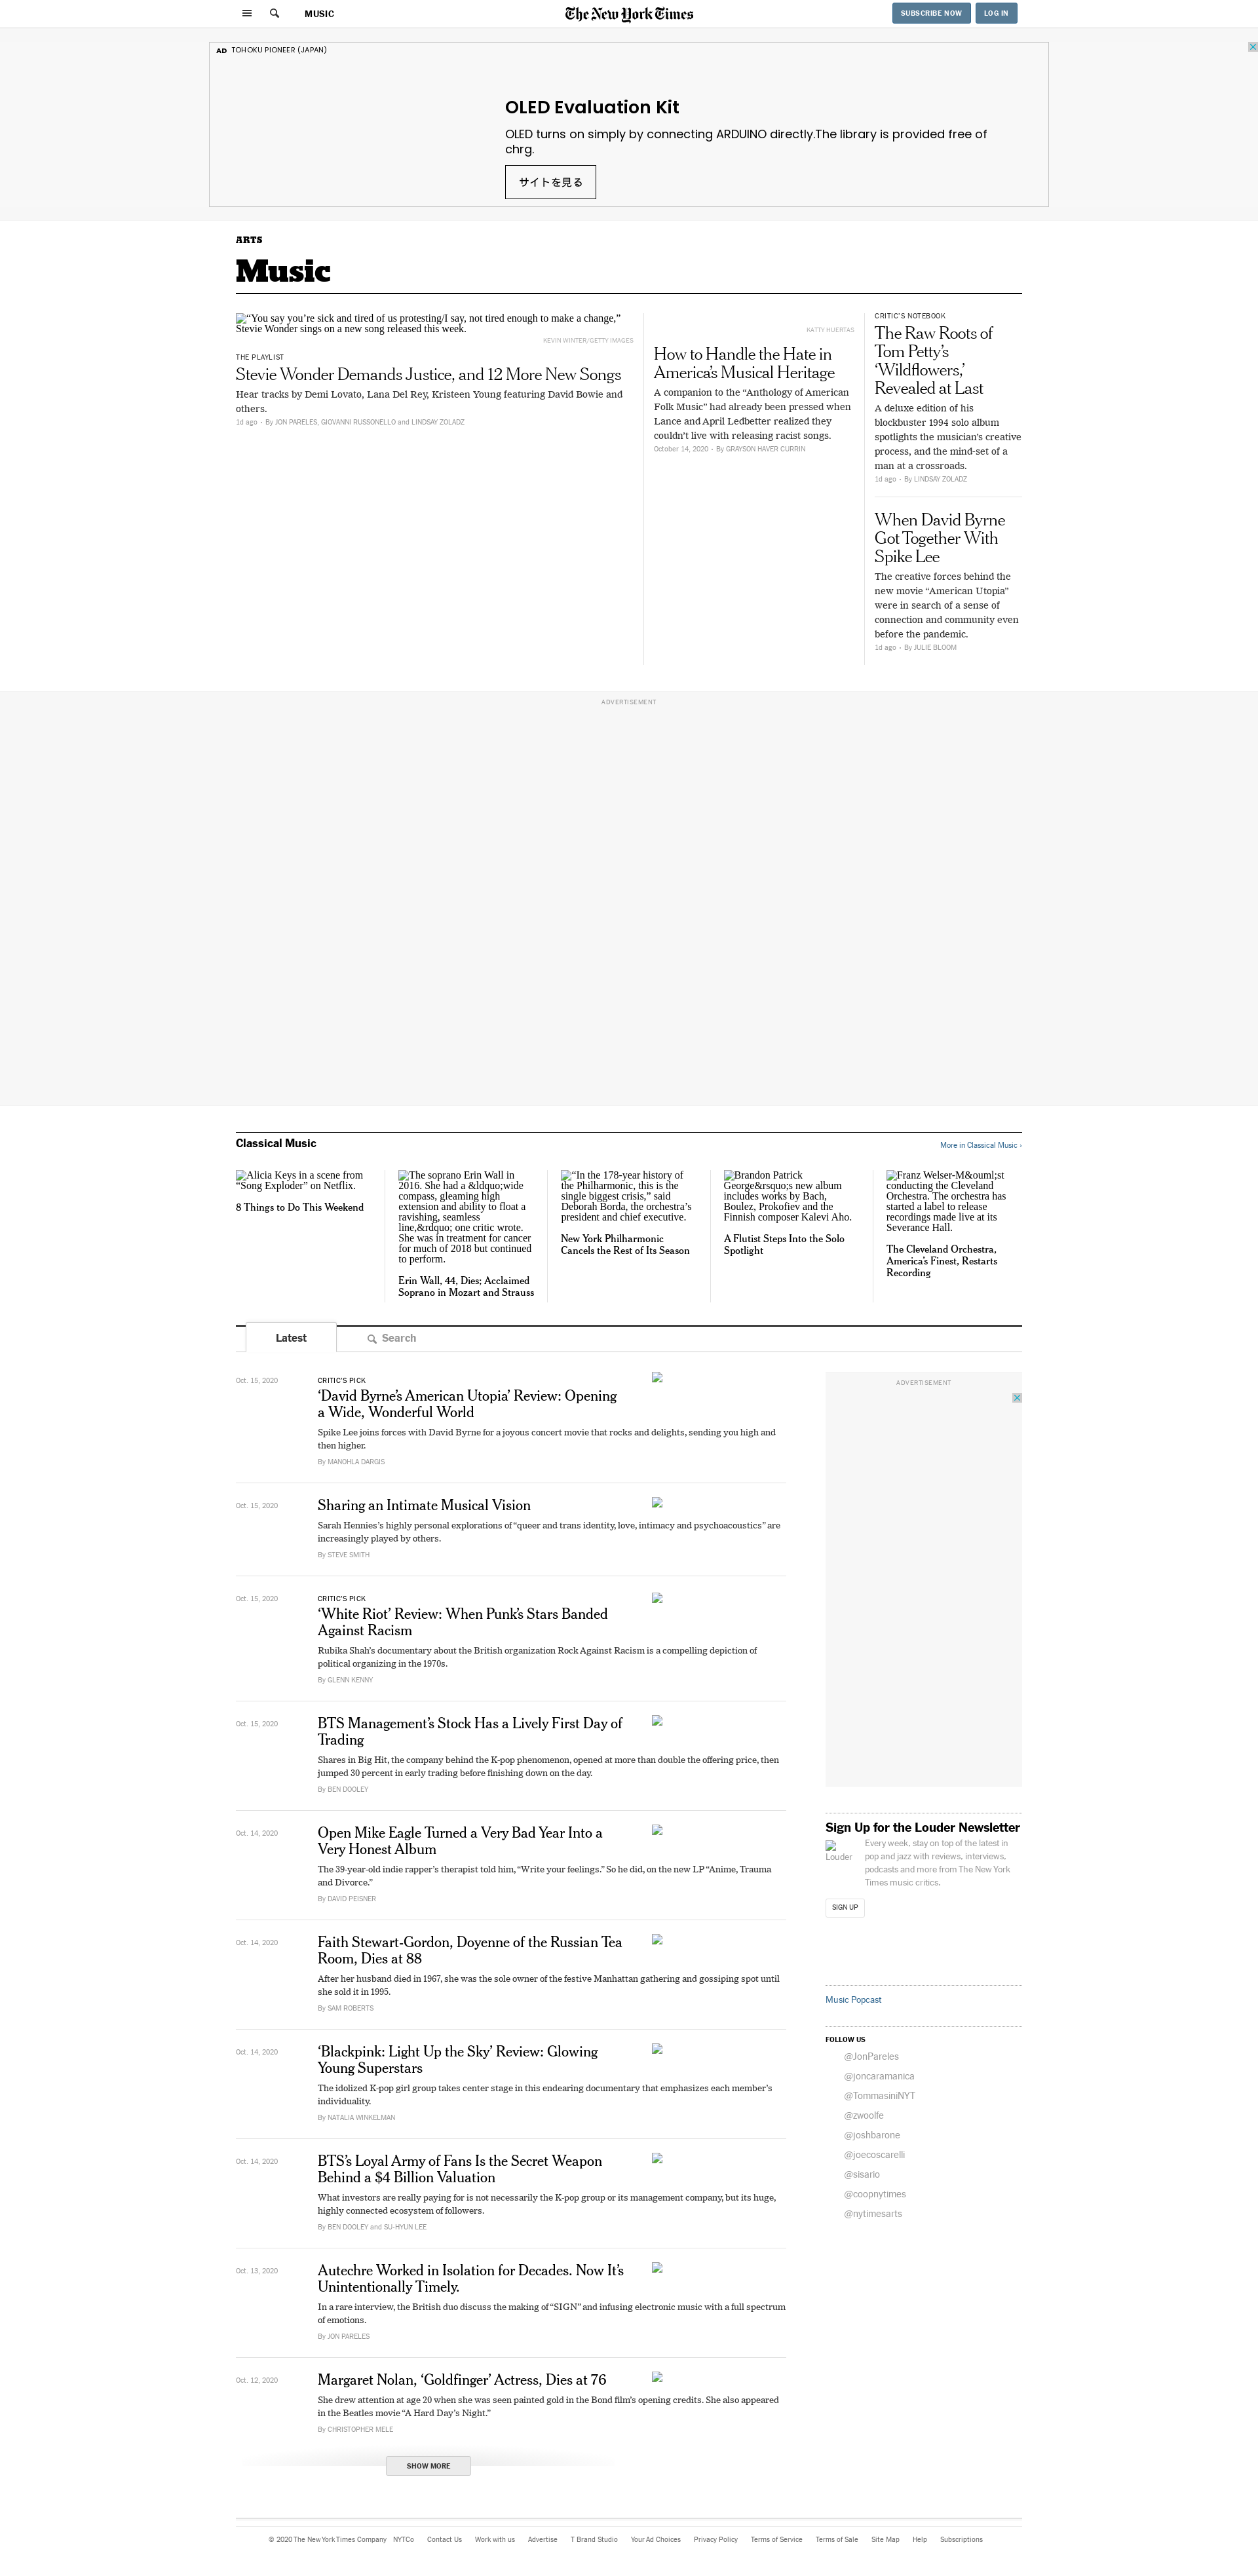 MUSIC
The New York Times
SUBSCRIBE NOW
LOG IN
AD TOHOKU PIONEER (JAPAN)
OLED Evaluation Kit
OLED turns on simply by connecting ARDUINO directly.The library is provided free of
chrg.
サイトを見る
ARTS
Music
“You say you’re sick and tired of us protesting/I say, not tired enough to make a change,”
Stevie Wonder sings on a new song released this week.
KEVIN WINTER/GETTY IMAGES
THE PLAYLIST
Stevie Wonder Demands Justice, and 12 More New Songs
Hear tracks by Demi Lovato, Lana Del Rey, Kristeen Young featuring David Bowie and
others.
1d ago • By JON PARELES, GIOVANNI RUSSONELLO and LINDSAY ZOLADZ
KATTY HUERTAS
How to Handle the Hate in
America’s Musical Heritage
A companion to the “Anthology of American
Folk Music” had already been pressed when
Lance and April Ledbetter realized they
couldn’t live with releasing racist songs.
October 14, 2020 • By GRAYSON HAVER CURRIN
CRITIC’S NOTEBOOK
The Raw Roots of
Tom Petty’s
‘Wildflowers,’
Revealed at Last
A deluxe edition of his
blockbuster 1994 solo album
spotlights the musician’s creative
process, and the mind-set of a
man at a crossroads.
1d ago • By LINDSAY ZOLADZ
When David Byrne
Got Together With
Spike Lee
The creative forces behind the
new movie “American Utopia”
were in search of a sense of
connection and community even
before the pandemic.
1d ago • By JULIE BLOOM
ADVERTISEMENT
Classical Music
More in Classical Music ›
Alicia Keys in a scene from
“Song Exploder” on Netflix.
8 Things to Do This Weekend
The soprano Erin Wall in
2016. She had a &ldquo;wide
compass, gleaming high
extension and ability to float a
ravishing, seamless
line,&rdquo; one critic wrote.
She was in treatment for cancer
for much of 2018 but continued
to perform.
Erin Wall, 44, Dies; Acclaimed
Soprano in Mozart and Strauss
“In the 178-year history of
the Philharmonic, this is the
single biggest crisis,” said
Deborah Borda, the orchestra’s
president and chief executive.
New York Philharmonic
Cancels the Rest of Its Season
Brandon Patrick
George&rsquo;s new album
includes works by Bach,
Boulez, Prokofiev and the
Finnish composer Kalevi Aho.
A Flutist Steps Into the Solo
Spotlight
Franz Welser-M&ouml;st
conducting the Cleveland
Orchestra. The orchestra has
started a label to release
recordings made live at its
Severance Hall.
The Cleveland Orchestra,
America’s Finest, Restarts
Recording
Latest
Search
Oct. 15, 2020
CRITIC’S PICK
‘David Byrne’s American Utopia’ Review: Opening
a Wide, Wonderful World
Spike Lee joins forces with David Byrne for a joyous concert movie that rocks and delights, sending you high and
then higher.
By MANOHLA DARGIS
Oct. 15, 2020
Sharing an Intimate Musical Vision
Sarah Hennies’s highly personal explorations of “queer and trans identity, love, intimacy and psychoacoustics” are
increasingly played by others.
By STEVE SMITH
Oct. 15, 2020
CRITIC’S PICK
‘White Riot’ Review: When Punk’s Stars Banded
Against Racism
Rubika Shah’s documentary about the British organization Rock Against Racism is a compelling depiction of
political organizing in the 1970s.
By GLENN KENNY
Oct. 15, 2020
BTS Management’s Stock Has a Lively First Day of
Trading
Shares in Big Hit, the company behind the K-pop phenomenon, opened at more than double the offering price, then
jumped 30 percent in early trading before finishing down on the day.
By BEN DOOLEY
Oct. 14, 2020
Open Mike Eagle Turned a Very Bad Year Into a
Very Honest Album
The 39-year-old indie rapper’s therapist told him, “Write your feelings.” So he did, on the new LP “Anime, Trauma
and Divorce.”
By DAVID PEISNER
Oct. 14, 2020
Faith Stewart-Gordon, Doyenne of the Russian Tea
Room, Dies at 88
After her husband died in 1967, she was the sole owner of the festive Manhattan gathering and gossiping spot until
she sold it in 1995.
By SAM ROBERTS
Oct. 14, 2020
‘Blackpink: Light Up the Sky’ Review: Glowing
Young Superstars
The idolized K-pop girl group takes center stage in this endearing documentary that emphasizes each member’s
individuality.
By NATALIA WINKELMAN
Oct. 14, 2020
BTS’s Loyal Army of Fans Is the Secret Weapon
Behind a $4 Billion Valuation
What investors are really paying for is not necessarily the K-pop group or its management company, but its huge,
highly connected ecosystem of followers.
By BEN DOOLEY and SU-HYUN LEE
Oct. 13, 2020
Autechre Worked in Isolation for Decades. Now It’s
Unintentionally Timely.
In a rare interview, the British duo discuss the making of “SIGN” and infusing electronic music with a full spectrum
of emotions.
By JON PARELES
Oct. 12, 2020
Margaret Nolan, ‘Goldfinger’ Actress, Dies at 76
She drew attention at age 20 when she was seen painted gold in the Bond film’s opening credits. She also appeared
in the Beatles movie “A Hard Day’s Night.”
By CHRISTOPHER MELE
SHOW MORE
ADVERTISEMENT
Sign Up for the Louder Newsletter
Louder
Every week, stay on top of the latest in
pop and jazz with reviews, interviews,
podcasts and more from The New York
Times music critics.
SIGN UP
Music Popcast
FOLLOW US
@JonPareles
@joncaramanica
@TommasiniNYT
@zwoolfe
@joshbarone
@joecoscarelli
@sisario
@coopnytimes
@nytimesarts
© 2020 The New York Times Company NYTCo Contact Us Work with us Advertise T Brand Studio Your Ad Choices Privacy Policy Terms of Service Terms of Sale Site Map Help Subscriptions